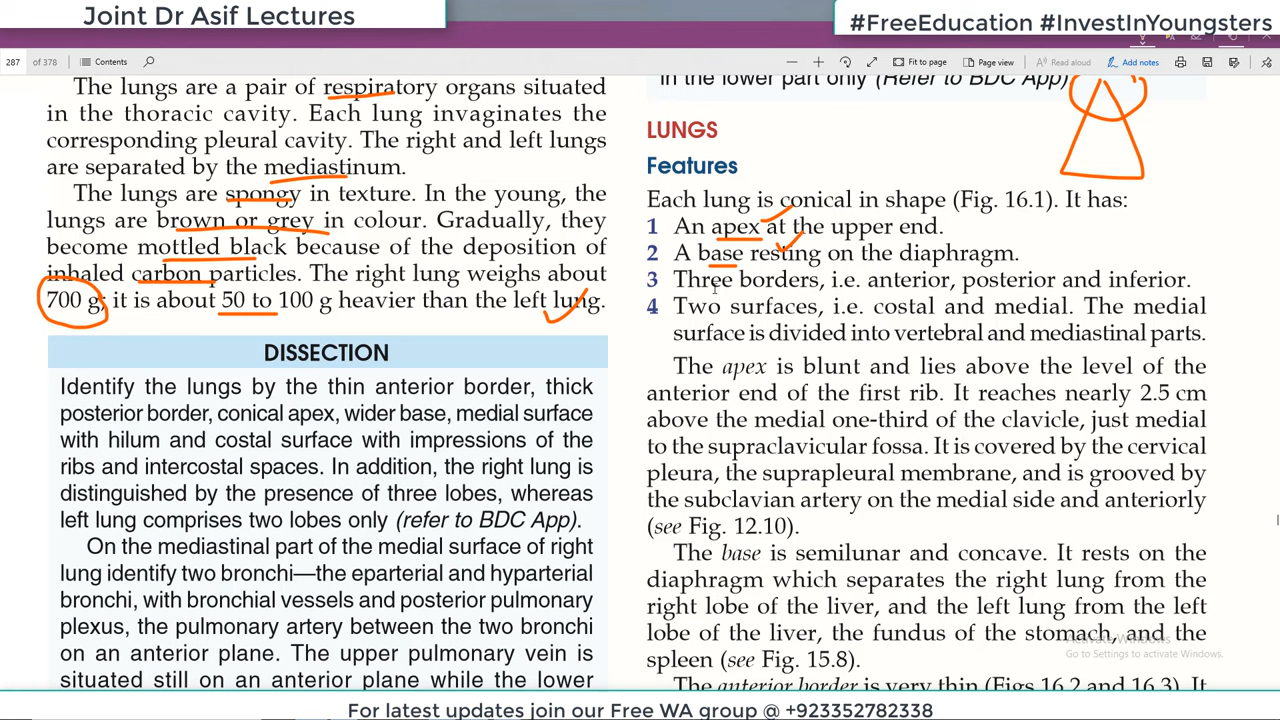 Joint Dr Asif Lectures
#FreeEducation #InvestInYoungsters
287 of 378
Contents
Fit to page
Page view
Read aloud
Add notes
The lungs are a pair of respiratory organs situated
in the thoracic cavity. Each lung invaginates the
corresponding pleural cavity. The right and left lungs
are separated by the mediastinum.
The lungs are spongy in texture. In the young, the
lungs are brown or grey in colour. Gradually, they
become mottled black because of the deposition of
inhaled carbon particles. The right lung weighs about
700 g; it is about 50 to 100 g heavier than the left lung.
DISSECTION
Identify the lungs by the thin anterior border, thick
posterior border, conical apex, wider base, medial surface
with hilum and costal surface with impressions of the
ribs and intercostal spaces. In addition, the right lung is
distinguished by the presence of three lobes, whereas
left lung comprises two lobes only (refer to BDC App).
On the mediastinal part of the medial surface of right
lung identify two bronchi—the eparterial and hyparterial
bronchi, with bronchial vessels and posterior pulmonary
plexus, the pulmonary artery between the two bronchi
on an anterior plane. The upper pulmonary vein is
situated still on an anterior plane while the lower
in the lower part only (Refer to BDC App)
LUNGS
Features
Each lung is conical in shape (Fig. 16.1). It has:
1 An apex at the upper end.
2 A base resting on the diaphragm.
3 Three borders, i.e. anterior, posterior and inferior.
4 Two surfaces, i.e. costal and medial. The medial
surface is divided into vertebral and mediastinal parts.
The apex is blunt and lies above the level of the
anterior end of the first rib. It reaches nearly 2.5 cm
above the medial one-third of the clavicle, just medial
to the supraclavicular fossa. It is covered by the cervical
pleura, the suprapleural membrane, and is grooved by
the subclavian artery on the medial side and anteriorly
(see Fig. 12.10).
The base is semilunar and concave. It rests on the
diaphragm which separates the right lung from the
right lobe of the liver, and the left lung from the left
lobe of the liver, the fundus of the stomach, and the
spleen (see Fig. 15.8).
The anterior border is very thin (Figs 16.2 and 16.3). It
Activate Windows
Go to Settings to activate Windows.
For latest updates join our Free WA group @ +923352782338